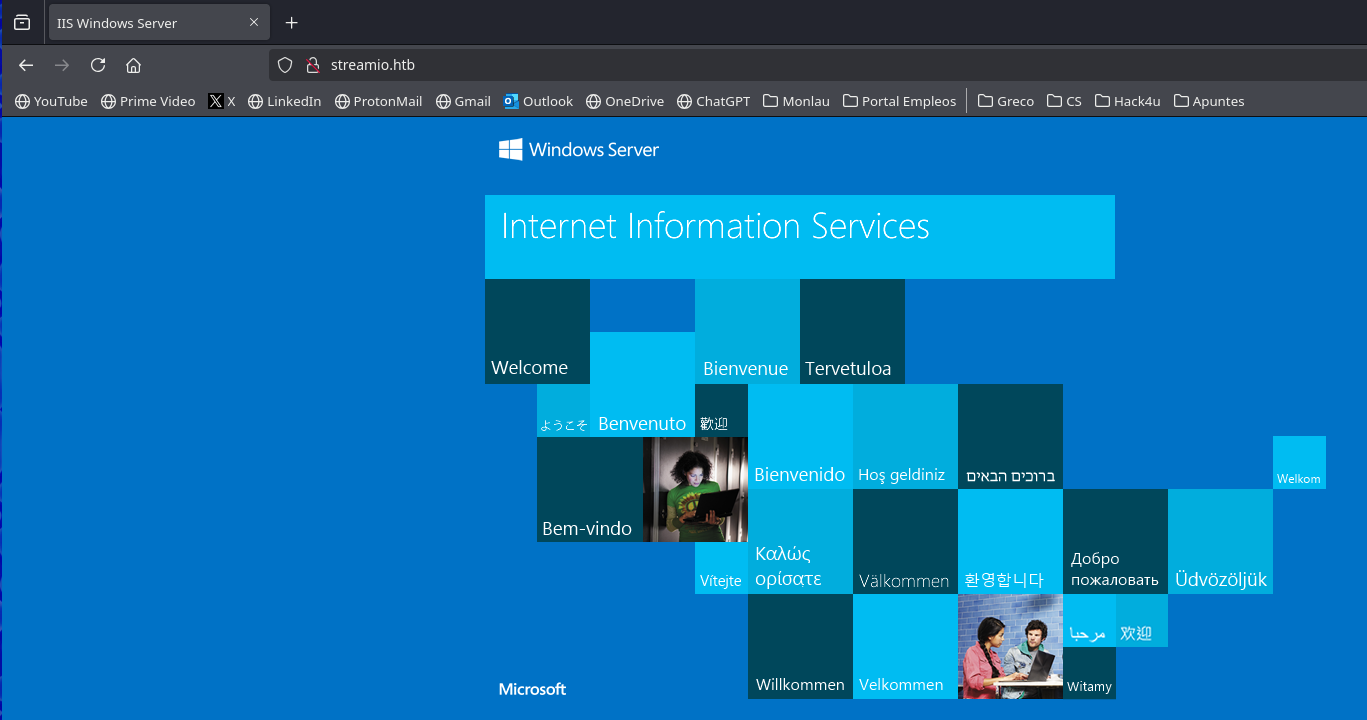 IIS Windows Server
streamio.htb
YouTube Prime Video X LinkedIn ProtonMail Gmail Outlook OneDrive ChatGPT Monlau Portal Empleos Greco CS Hack4u Apuntes
Windows Server
Internet Information Services
Welcome
Bienvenue
Tervetuloa
ようこそ
Benvenuto
歡迎
Bienvenido
Hoş geldiniz
ברוכים הבאים
Welkom
Bem-vindo
Vítejte
Καλώς
ορίσατε
Välkommen
환영합니다
Добро
пожаловать
Üdvözöljük
مرحبا
欢迎
Microsoft
Willkommen
Velkommen
Witamy